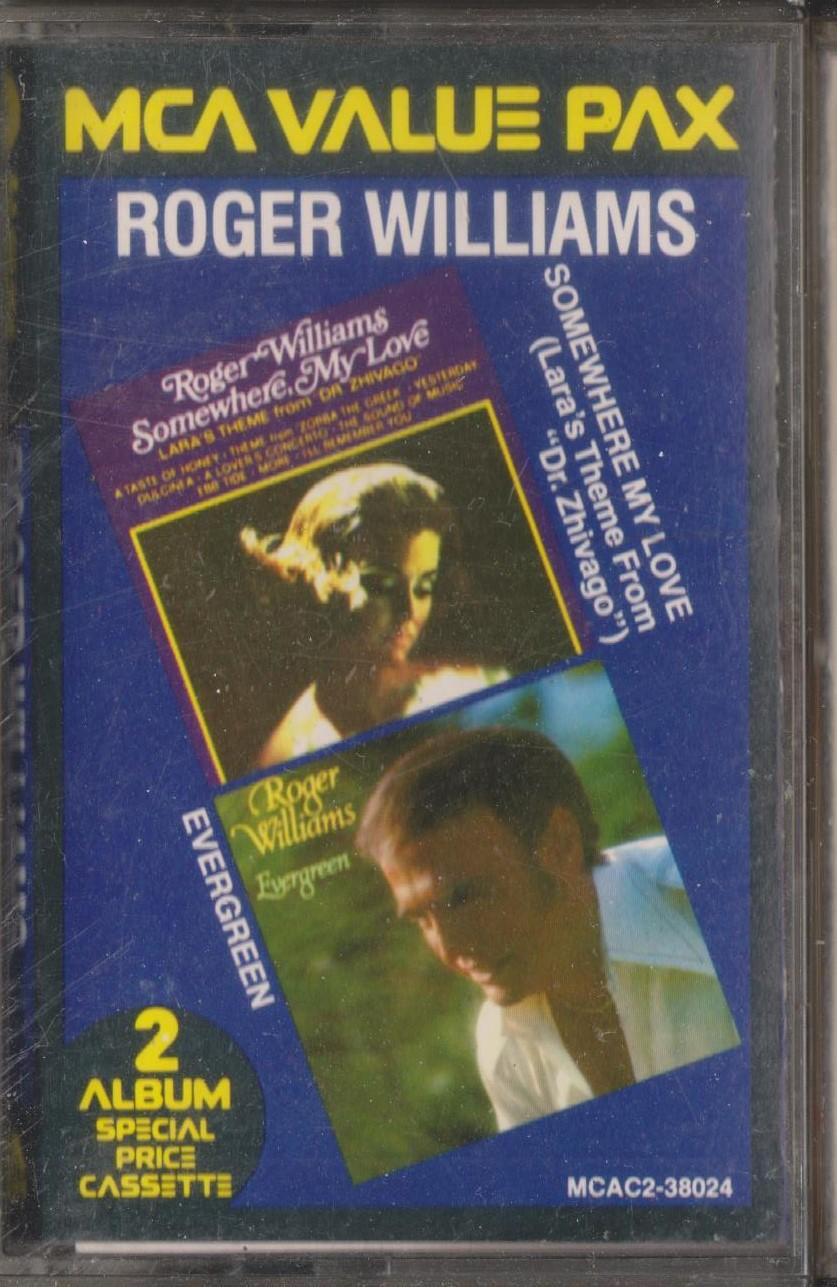 MCA VALUE PAX
ROGER WILLIAMS
Roger Williams
Somewhere, My Love
LARA'S THEME from "DR ZHIVAGO"
A TASTE OF HONEY · THEME from "ZORBA THE GREEK" · YESTERDAY
DULCINEA · A LOVER'S CONCERTO · THE SOUND OF MUSIC
EBB TIDE · MORE · I'LL REMEMBER YOU
SOMEWHERE MY LOVE
(Lara's Theme From
"Dr. Zhivago")
Roger
Williams
Evergreen
EVERGREEN
2
ALBUM
SPECIAL
PRICE
CASSETTE
MCAC2-38024